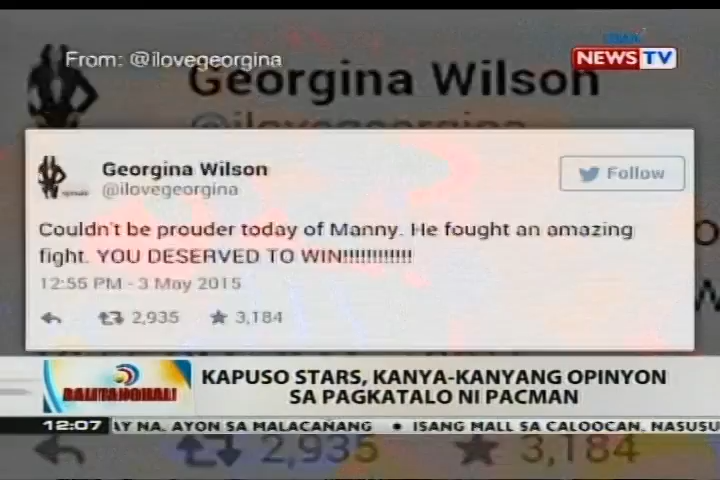 From: @ilovegeorgina
Georgina Wilson
@ilovegeorgina
NEWS TV
Georgina Wilson
@ilovegeorgina
Follow
Couldn't be prouder today of Manny. He fought an amazing
fight. YOU DESERVED TO WIN!!!!!!!!!!!!!
12:55 PM - 3 May 2015
2,935 3,184
BALITANGHALI
KAPUSO STARS, KANYA-KANYANG OPINYON
SA PAGKATALO NI PACMAN
12:07 AY NA, AYON SA MALACAÑANG • ISANG MALL SA CALOOCAN, NASUSU
2,935 3,184